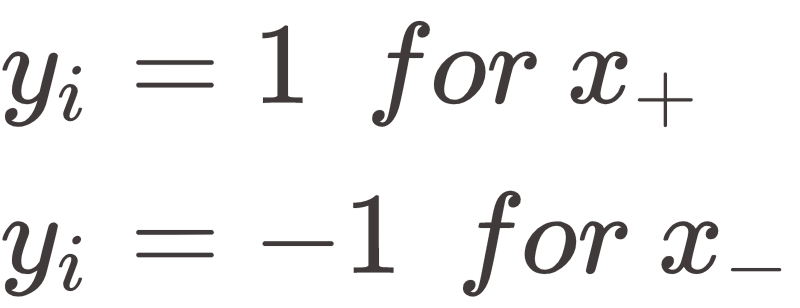 yᵢ = 1 for x₊
yᵢ = −1 for x₋